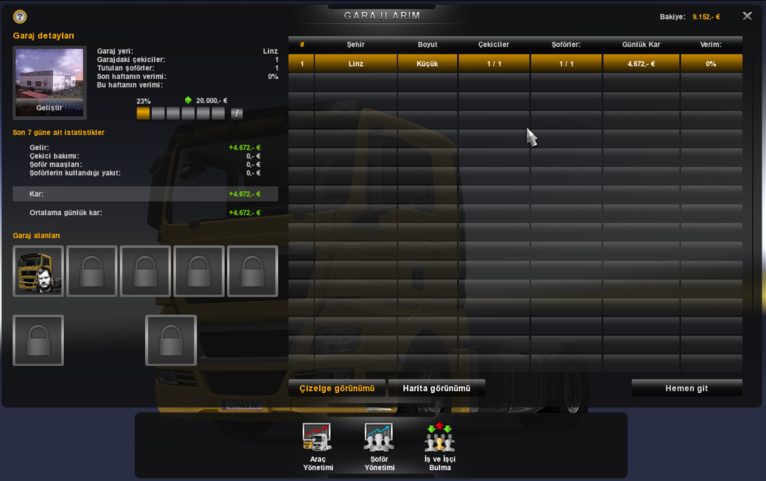 GARAJLARIM
Bakiye: 9.152,- €
Garaj detayları
Garaj yeri: Linz
Garajdaki çekiciler: 1
Tutulan şoförler: 1
Son haftanın verimi: 0%
Bu haftanın verimi:
Geliştir
23% 20.000,- €
Son 7 güne ait istatistikler
Gelir: +4.672,- €
Çekici bakımı: 0,- €
Şoför maaşları: 0,- €
Şoförlerin kullandığı yakıt: 0,- €
Kar: +4.672,- €
Ortalama günlük kar: +4.672,- €
Garaj alanları
# Şehir Boyut Çekiciler Şoförler: Günlük Kar Verim:
1 Linz Küçük 1 / 1 1 / 1 4.672,- € 0%
Çizelge görünümü Harita görünümü Hemen git
Araç Yönetimi
Şoför Yönetimi
İş ve İşçi Bulma